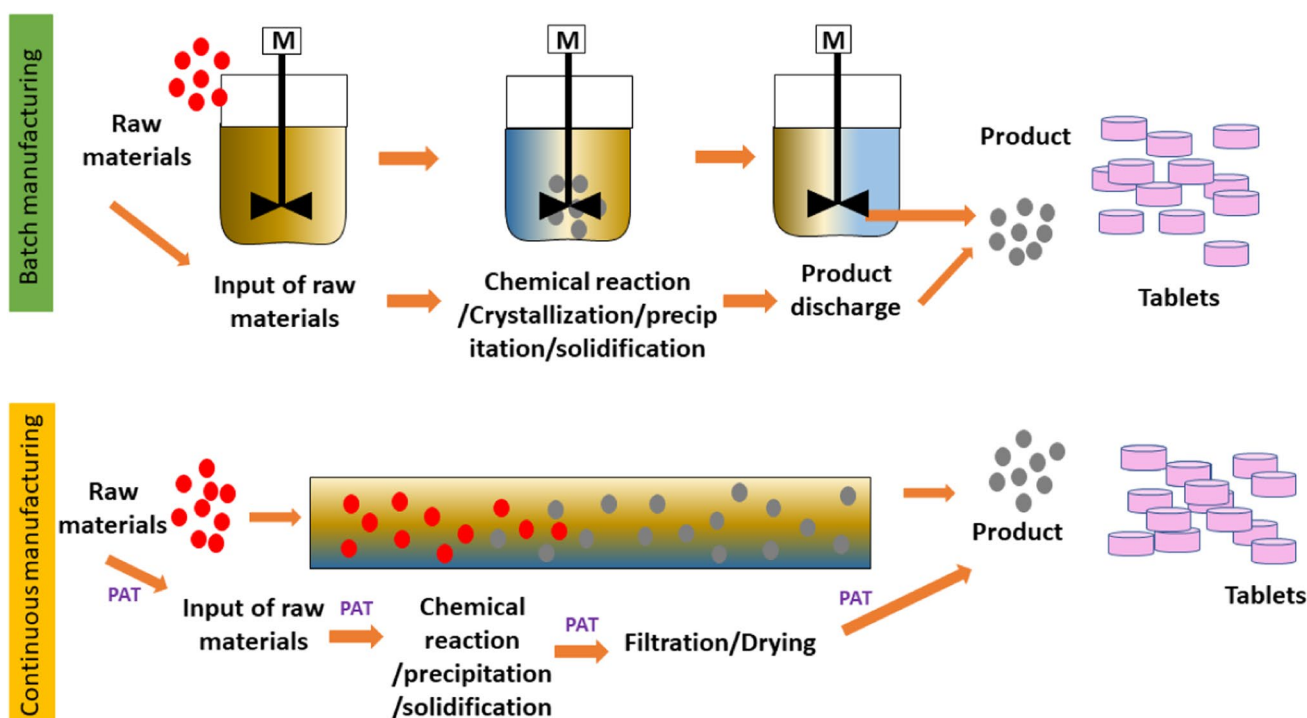 Batch manufacturing
M
M
M
Raw
materials
Product
Input of raw
materials
Chemical reaction
/Crystallization/precip
itation/solidification
Product
discharge
Tablets
Continuous manufacturing
Raw
materials
Product
PAT
Input of raw
materials
PAT
Chemical
reaction
/precipitation
/solidification
PAT
Filtration/Drying
PAT
Tablets